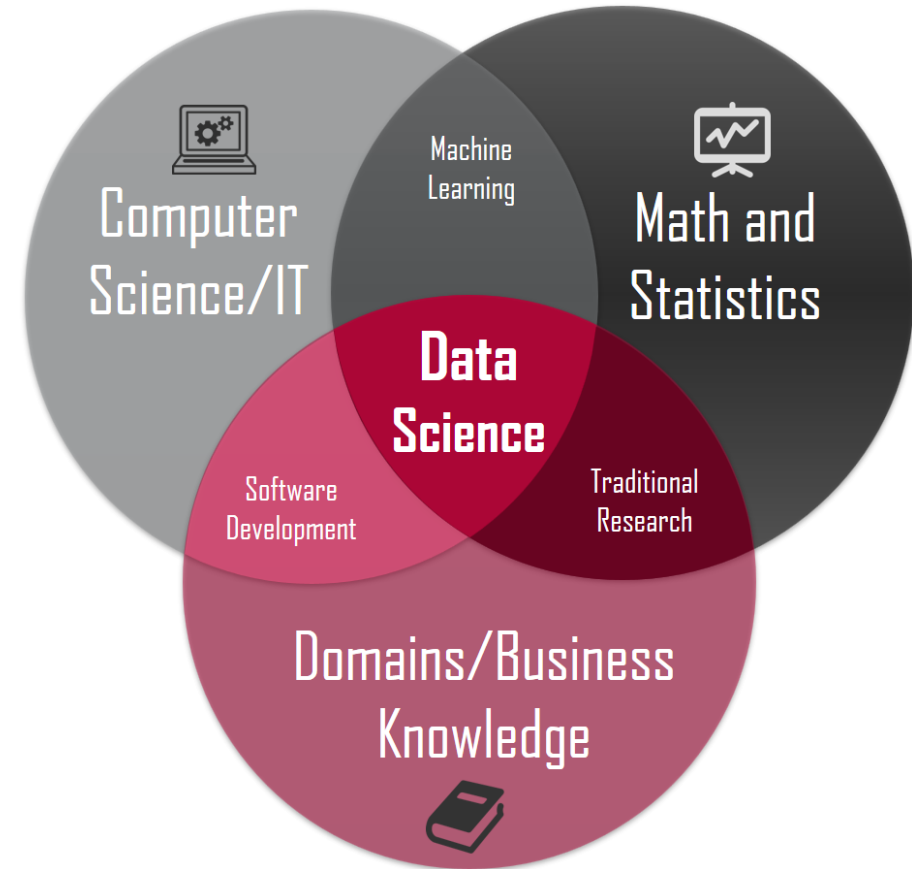 Machine
Learning
Computer
Science/IT
Math and
Statistics
Data
Science
Software
Development
Traditional
Research
Domains/Business
Knowledge